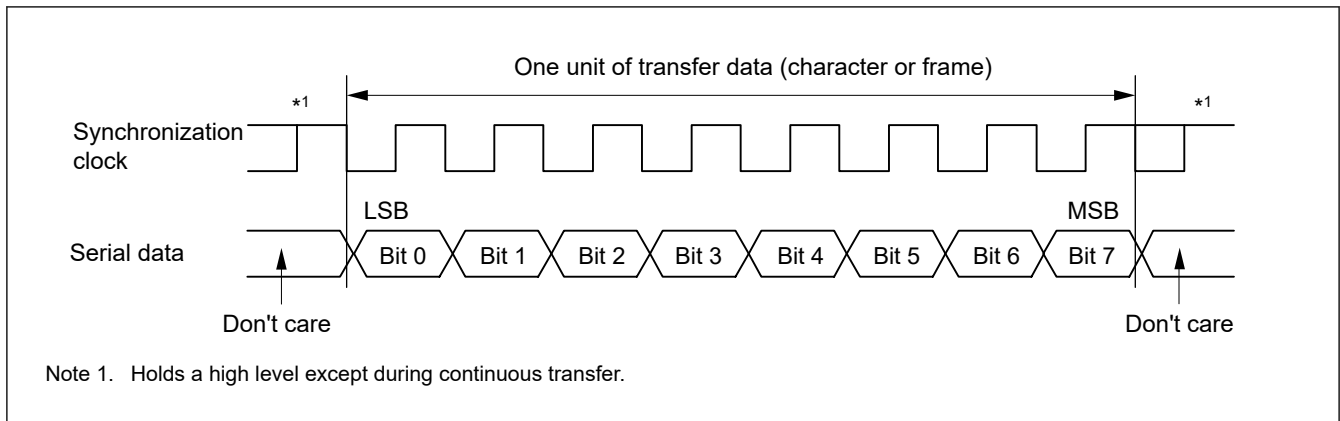 One unit of transfer data (character or frame)
*1
*1
Synchronization
clock
LSB
MSB
Serial data
Bit 0
Bit 1
Bit 2
Bit 3
Bit 4
Bit 5
Bit 6
Bit 7
Don't care
Don't care
Note 1. Holds a high level except during continuous transfer.